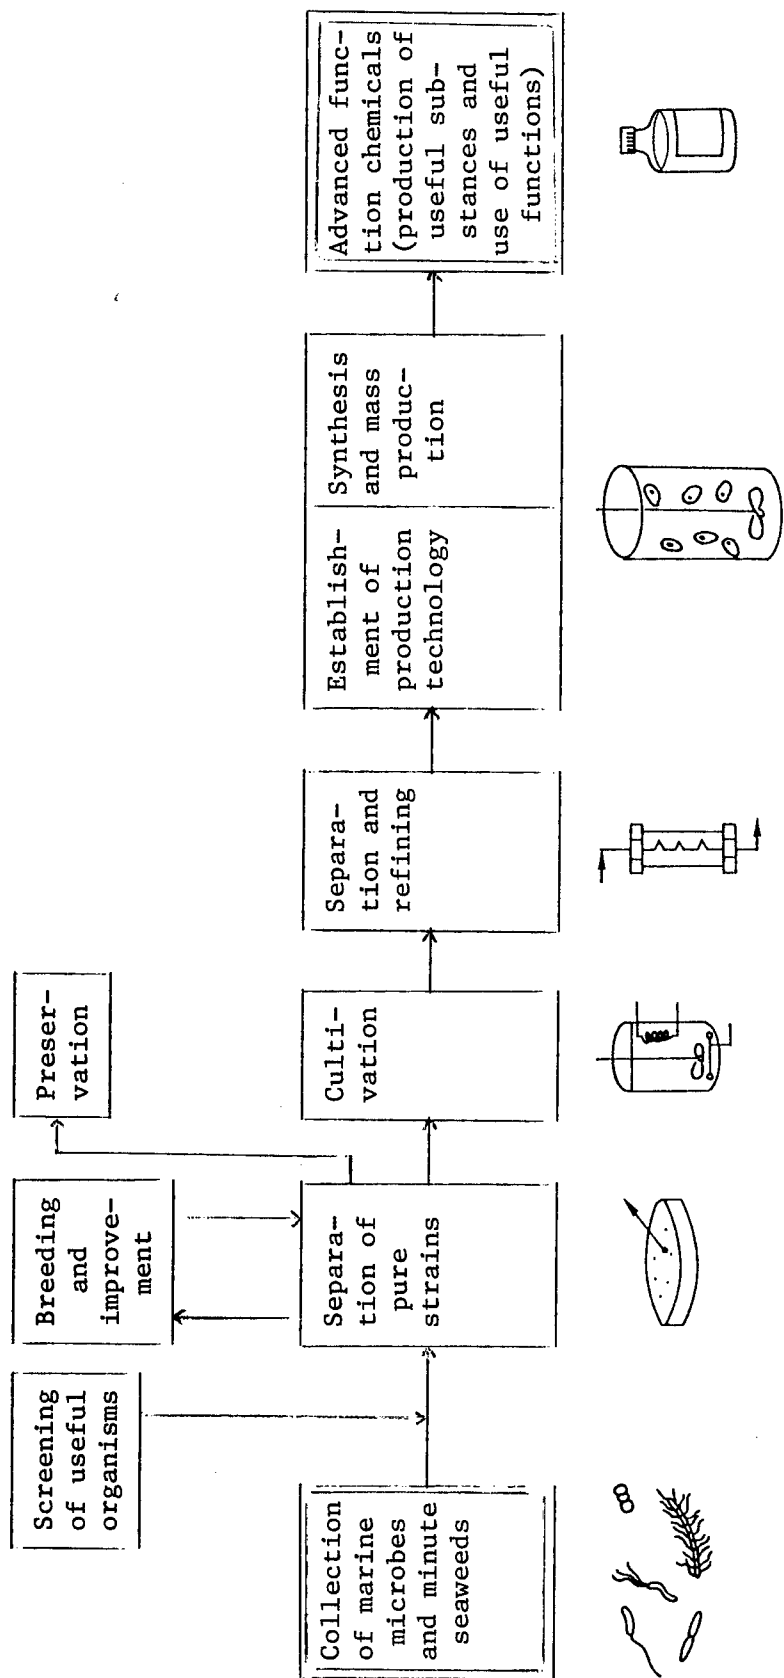 Screening
of useful
organisms
Breeding
and
improve-
ment
Preser-
vation
Collection
of marine
microbes
and minute
seaweeds
Separa-
tion of
pure
strains
Culti-
vation
Separa-
tion and
refining
Establish-
ment of
production
technology
Synthesis
and mass
produc-
tion
Advanced func-
tion chemicals
(production of
useful sub-
stances and
use of useful
functions)